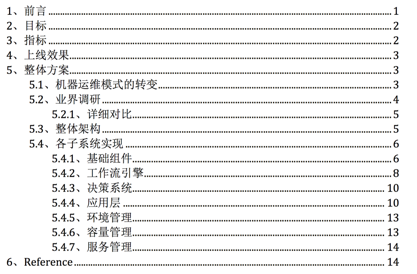 1、前言 1
2、目标 2
3、指标 2
4、上线效果 3
5、整体方案 3
5.1、机器运维模式的转变 3
5.2、业界调研 4
5.2.1、详细对比 5
5.3、整体架构 5
5.4、各子系统实现 6
5.4.1、基础组件 6
5.4.2、工作流引擎 8
5.4.3、决策系统 10
5.4.4、应用层 10
5.4.5、环境管理 13
5.4.6、容量管理 13
5.4.7、服务管理 14
6、Reference 14